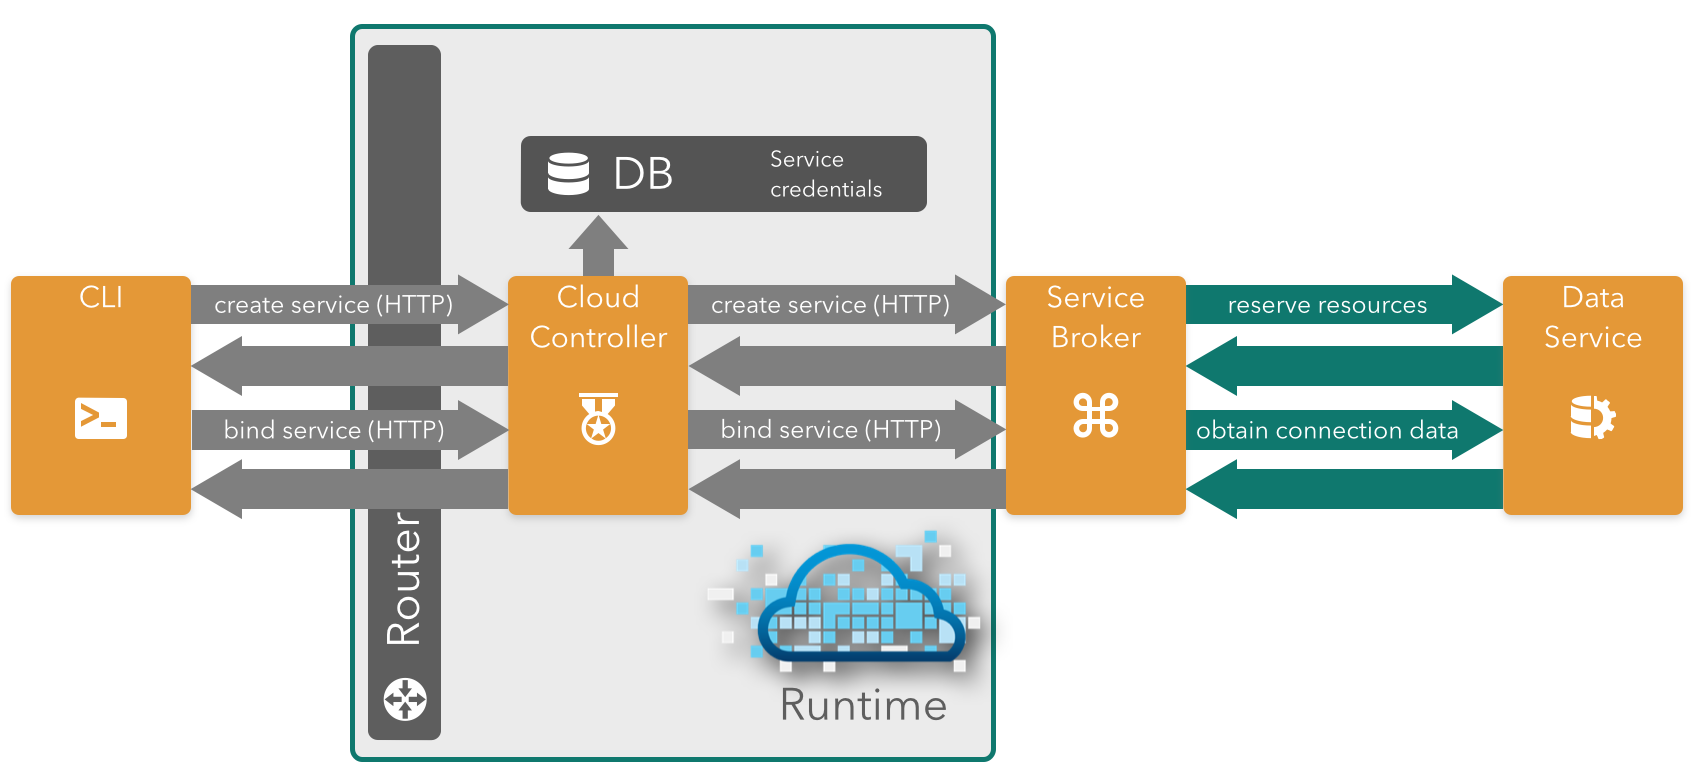 DB
Service
credentials
CLI
create service (HTTP)
Cloud
Controller
create service (HTTP)
Service
Broker
reserve resources
Data
Service
bind service (HTTP)
bind service (HTTP)
obtain connection data
Router
Runtime